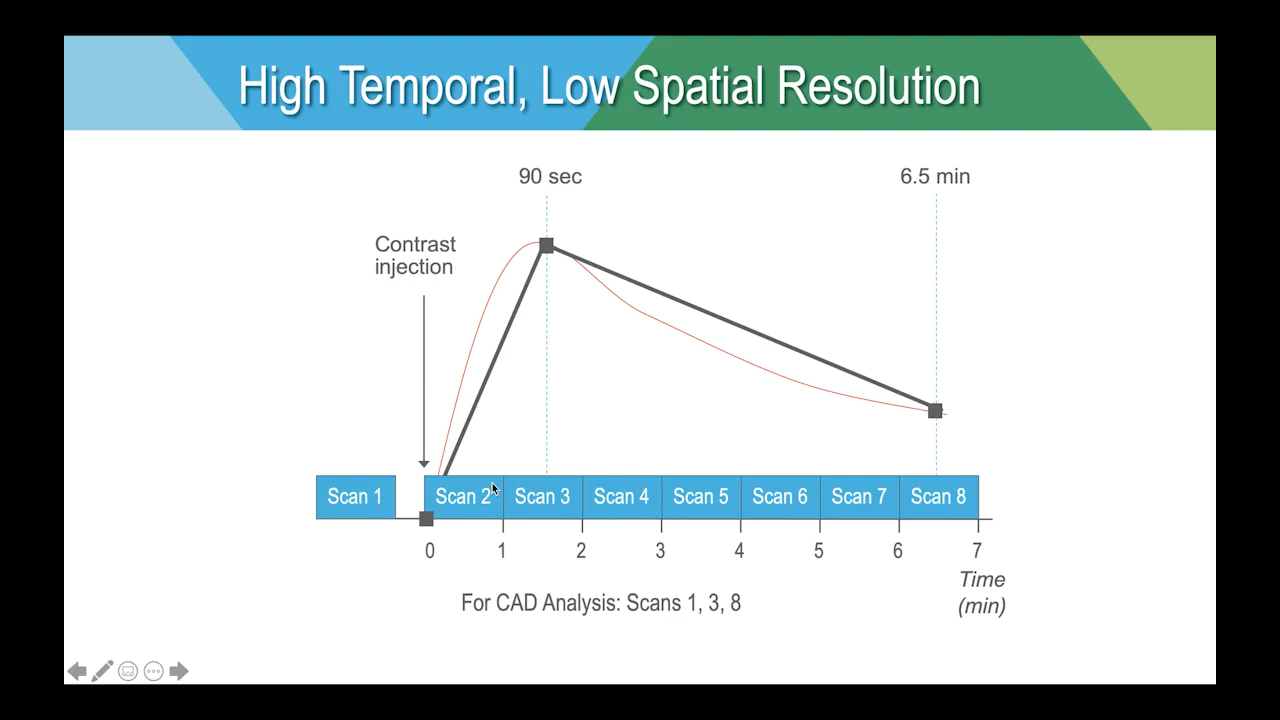 High Temporal, Low Spatial Resolution
90 sec
6.5 min
Contrast
injection
Scan 1
Scan 2
Scan 3
Scan 4
Scan 5
Scan 6
Scan 7
Scan 8
0
1
2
3
4
5
6
7
Time
(min)
For CAD Analysis: Scans 1, 3, 8